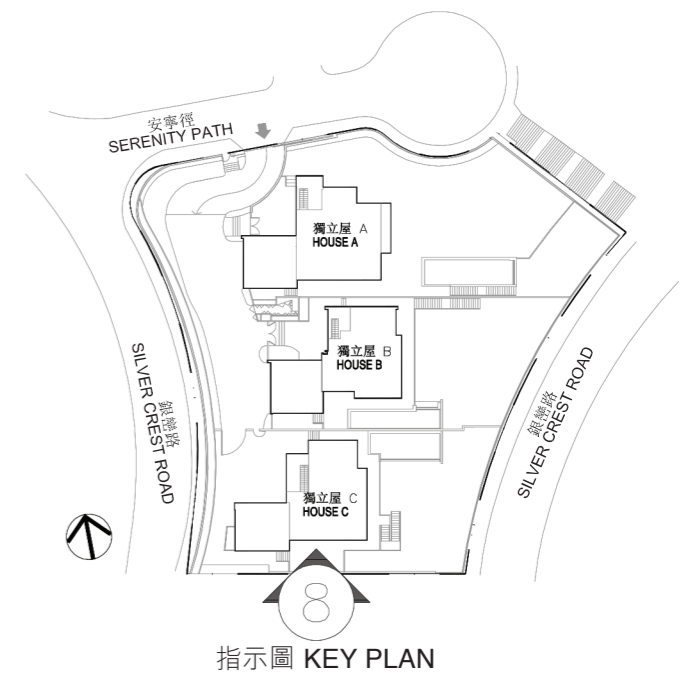 安寧徑
SERENITY PATH
獨立屋 A
HOUSE A
獨立屋 B
HOUSE B
銀巒路
SILVER CREST ROAD
銀巒路
SILVER CREST ROAD
獨立屋 C
HOUSE C
8
指示圖 KEY PLAN